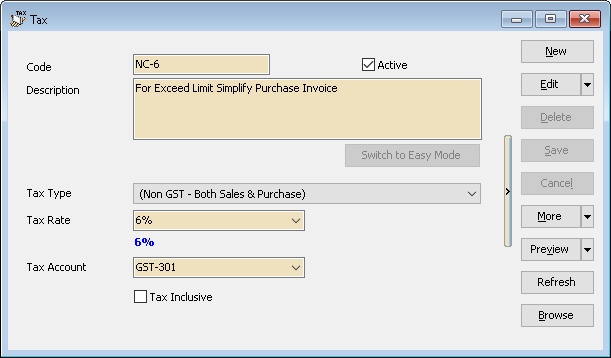 TAX Tax
Code NC-6 Active
Description For Exceed Limit Simplify Purchase Invoice
Switch to Easy Mode
Tax Type (Non GST - Both Sales & Purchase)
Tax Rate 6%
6%
Tax Account GST-301
Tax Inclusive
New
Edit
Delete
Save
Cancel
More
Preview
Refresh
Browse